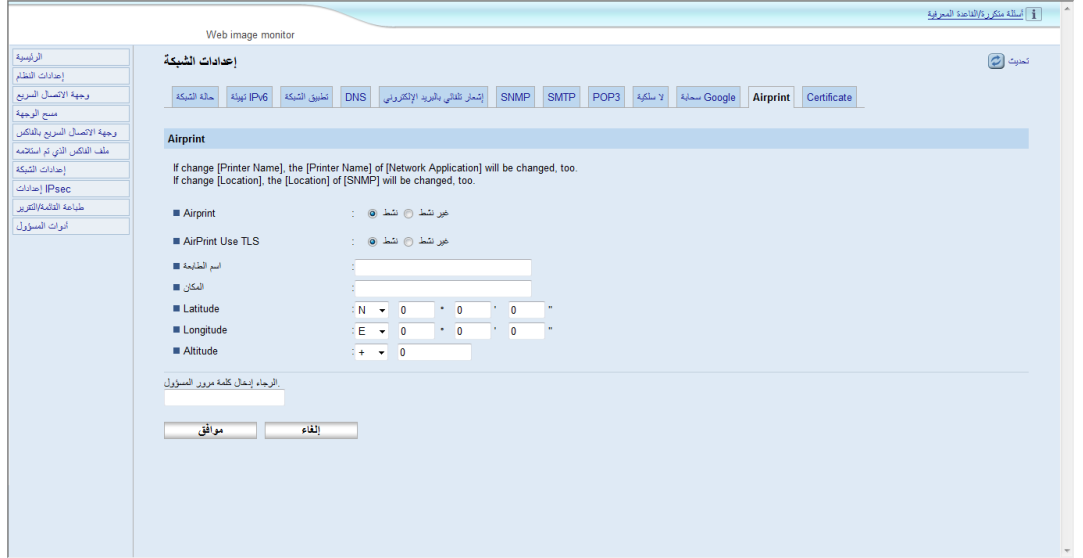 أسئلة متكررة/القاعدة المعرفية
Web image monitor
الرئيسية
إعدادات النظام
وجهة الاتصال السريع
مسح الوجهة
وجهة الاتصال السريع بالفاكس
ملف الفاكس الذي تم استلامه
إعدادات الشبكة
إعدادات IPsec
طباعة القائمة/التقرير
أدوات المسؤول
إعدادات الشبكة
تحديث
حالة الشبكة تهيئة IPv6 تطبيق الشبكة DNS إشعار تلقائي بالبريد الإلكتروني SNMP SMTP POP3 لا سلكية سحابة Google Airprint Certificate
Airprint
If change [Printer Name], the [Printer Name] of [Network Application] will be changed, too.
If change [Location], the [Location] of [SNMP] will be changed, too.
Airprint : نشط غير نشط
AirPrint Use TLS : نشط غير نشط
اسم الطابعة :
المكان :
Latitude : N 0 ° 0 ' 0 "
Longitude : E 0 ° 0 ' 0 "
Altitude : + 0
الرجاء إدخال كلمة مرور المسؤول.
موافق إلغاء